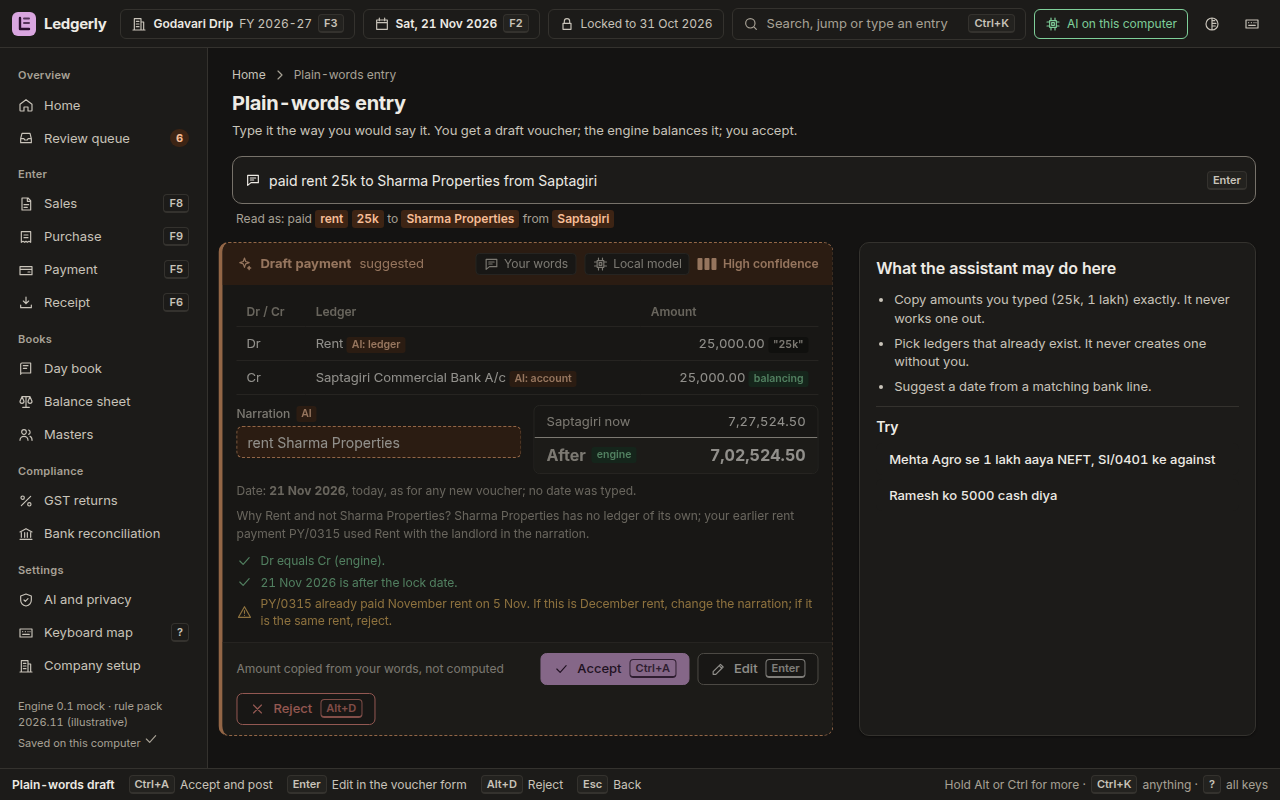 Ledgerly
Godavari Drip FY 2026-27 F3
Sat, 21 Nov 2026 F2
Locked to 31 Oct 2026
Search, jump or type an entry Ctrl+K
AI on this computer
Overview
Home
Review queue 6
Enter
Sales F8
Purchase F9
Payment F5
Receipt F6
Books
Day book
Balance sheet
Masters
Compliance
GST returns
Bank reconciliation
Settings
AI and privacy
Keyboard map ?
Company setup
Engine 0.1 mock · rule pack
2026.11 (illustrative)
Saved on this computer
Home > Plain-words entry
Plain-words entry
Type it the way you would say it. You get a draft voucher; the engine balances it; you accept.
paid rent 25k to Sharma Properties from Saptagiri Enter
Read as: paid rent 25k to Sharma Properties from Saptagiri
Draft payment suggested Your words Local model High confidence
Dr / Cr Ledger Amount
Dr Rent AI: ledger 25,000.00 "25k"
Cr Saptagiri Commercial Bank A/c AI: account 25,000.00 balancing
Narration AI
rent Sharma Properties
Saptagiri now 7,27,524.50
After engine 7,02,524.50
Date: 21 Nov 2026, today, as for any new voucher; no date was typed.
Why Rent and not Sharma Properties? Sharma Properties has no ledger of its own; your earlier rent
payment PY/0315 used Rent with the landlord in the narration.
Dr equals Cr (engine).
21 Nov 2026 is after the lock date.
PY/0315 already paid November rent on 5 Nov. If this is December rent, change the narration; if it
is the same rent, reject.
Amount copied from your words, not computed
Accept Ctrl+A
Edit Enter
Reject Alt+D
What the assistant may do here
• Copy amounts you typed (25k, 1 lakh) exactly. It never
works one out.
• Pick ledgers that already exist. It never creates one
without you.
• Suggest a date from a matching bank line.
Try
Mehta Agro se 1 lakh aaya NEFT, SI/0401 ke against
Ramesh ko 5000 cash diya
Plain-words draft Ctrl+A Accept and post Enter Edit in the voucher form Alt+D Reject Esc Back
Hold Alt or Ctrl for more · Ctrl+K anything · ? all keys